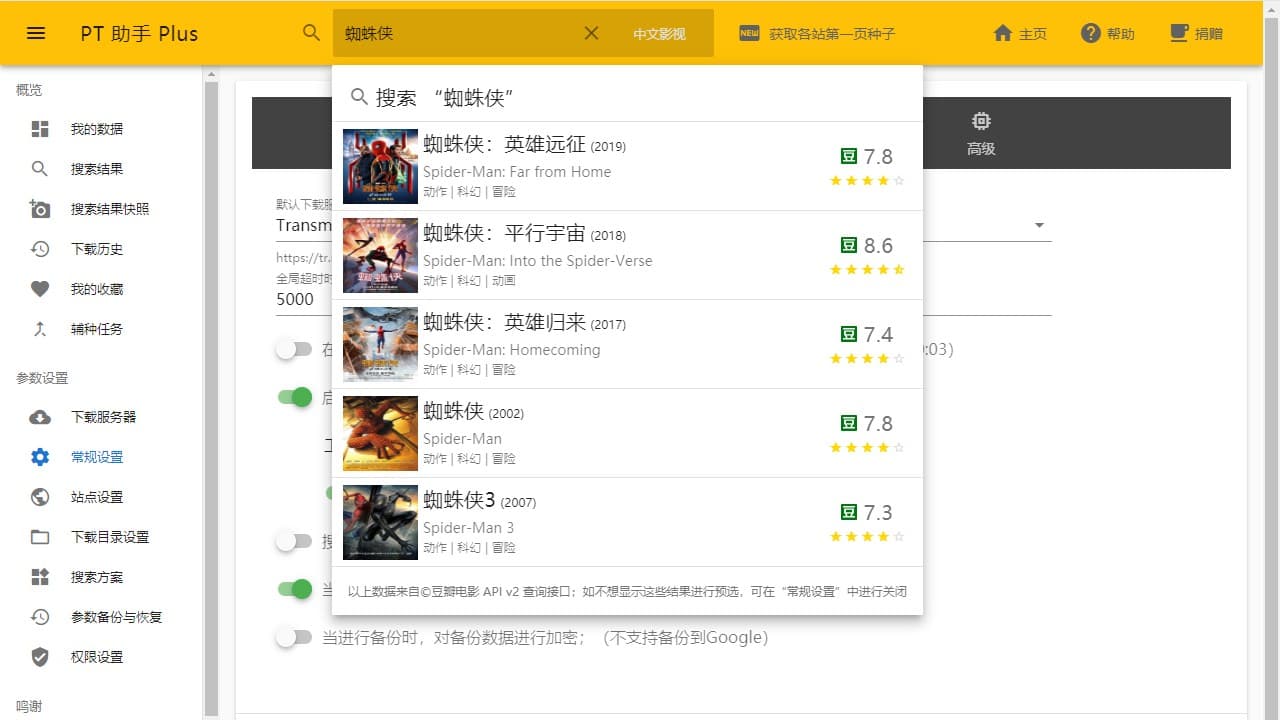 PT 助手 Plus
蜘蛛侠
中文影视
NEW 获取各站第一页种子
主页
帮助
捐赠
概览
我的数据
搜索结果
搜索结果快照
下载历史
我的收藏
辅种任务
参数设置
下载服务器
常规设置
站点设置
下载目录设置
搜索方案
参数备份与恢复
权限设置
鸣谢
搜索 “蜘蛛侠”
蜘蛛侠：英雄远征 (2019)
Spider-Man: Far from Home
动作 | 科幻 | 冒险
豆 7.8
蜘蛛侠：平行宇宙 (2018)
Spider-Man: Into the Spider-Verse
动作 | 科幻 | 动画
豆 8.6
蜘蛛侠：英雄归来 (2017)
Spider-Man: Homecoming
动作 | 科幻 | 冒险
豆 7.4
蜘蛛侠 (2002)
Spider-Man
动作 | 科幻 | 冒险
豆 7.8
蜘蛛侠3 (2007)
Spider-Man 3
动作 | 科幻 | 冒险
豆 7.3
以上数据来自©豆瓣电影 API v2 查询接口；如不想显示这些结果进行预选，可在“常规设置”中进行关闭
高级
默认下载服
Transm
https://tr.
全局超时时
5000
在
:03）
启
搜
当
当进行备份时，对备份数据进行加密；（不支持备份到Google）